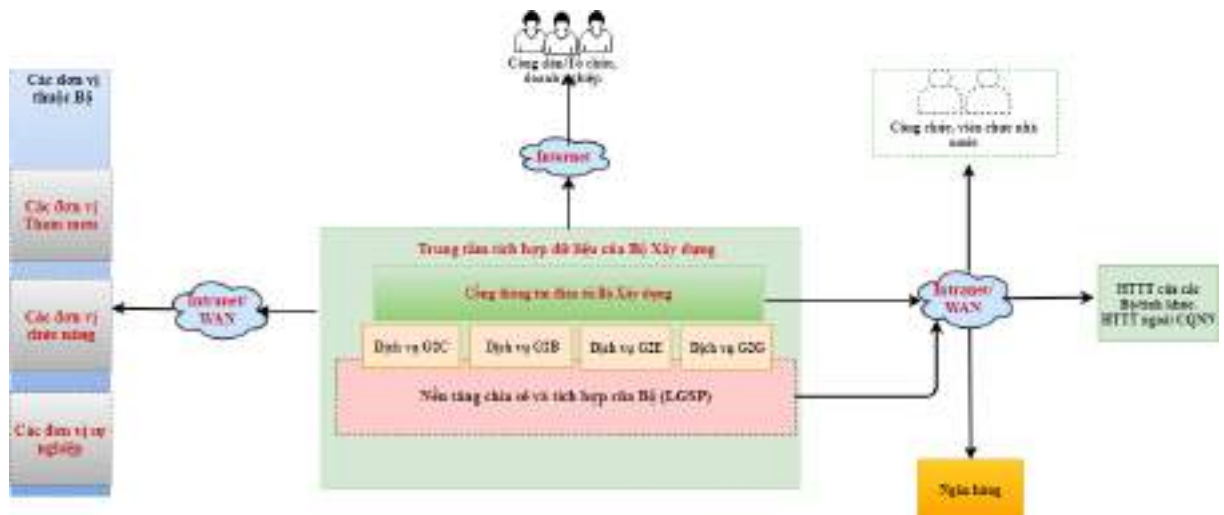 Công dân/Tổ chức,
doanh nghiệp.
Internet
Các đơn vị
thuộc Bộ
Các đơn vị
Tham mưu
Các đơn vị
chức năng
Các đơn vị sự
nghiệp
Intranet/
WAN
Trung tâm tích hợp dữ liệu của Bộ Xây dựng
Cổng thông tin điện tử Bộ Xây dựng
Dịch vụ G2C
Dịch vụ G2B
Dịch vụ G2E
Dịch vụ G2G
Nền tảng chia sẻ và tích hợp của Bộ (LGSP)
Công chức, viên chức nhà
nước
Intranet/
WAN
HTTT của các
Bộ/tỉnh khác,
HTTT ngoài CQNN
Ngân hàng